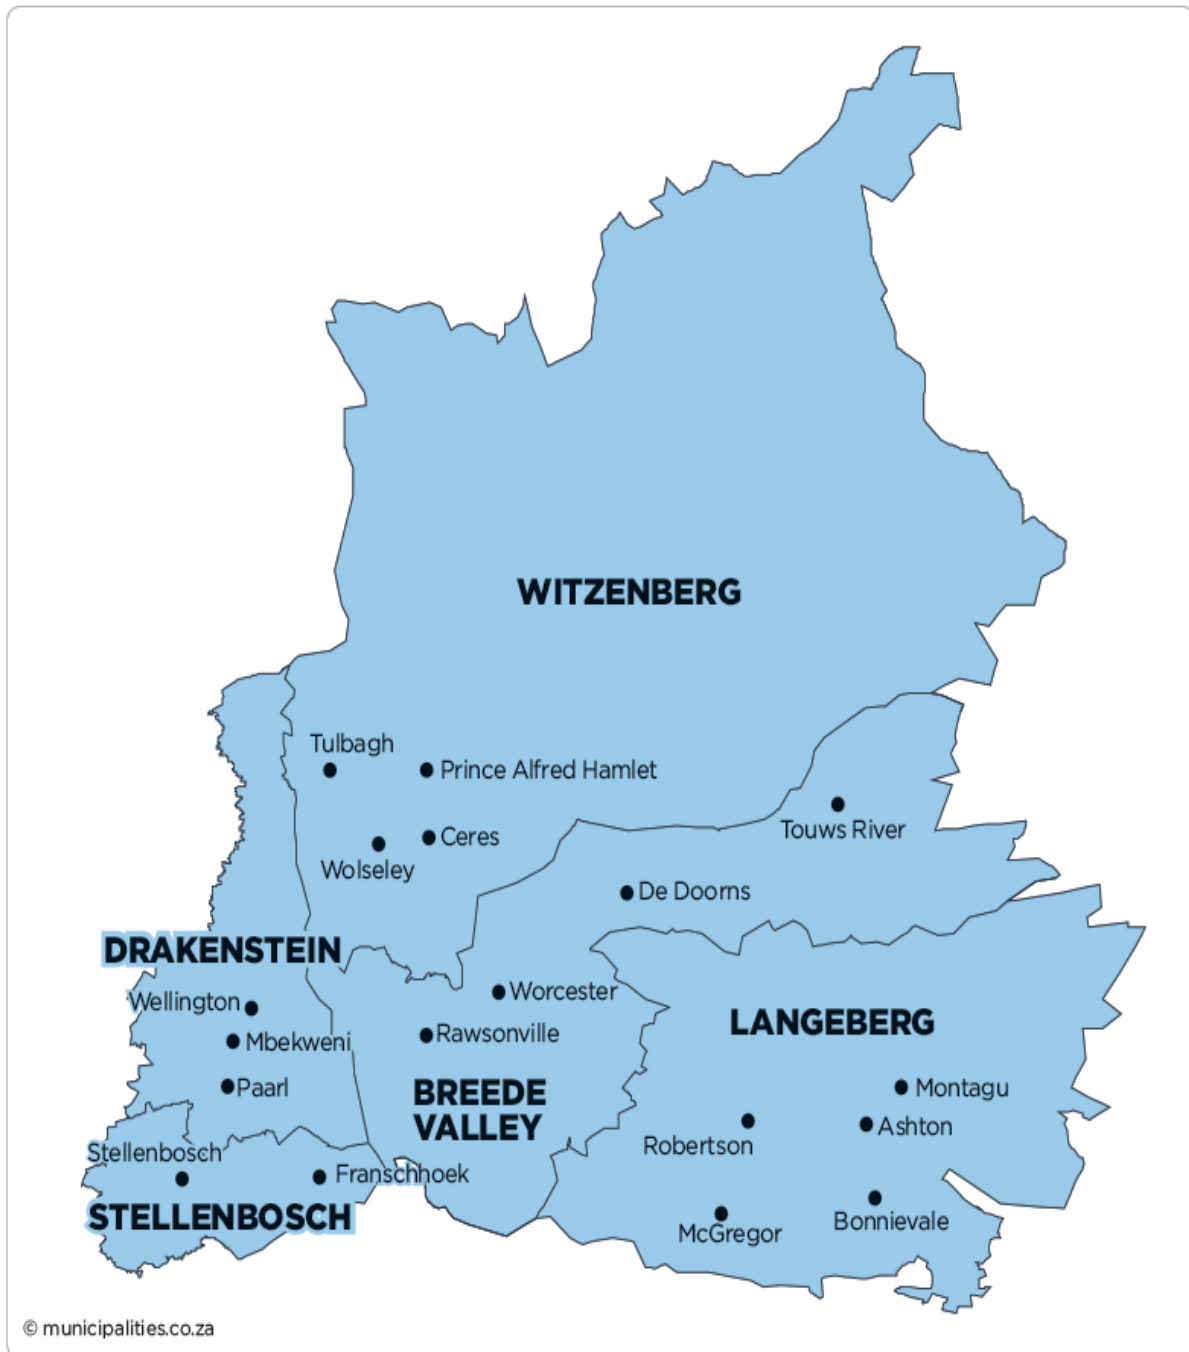 WITZENBERG
Tulbagh
Prince Alfred Hamlet
Touws River
Ceres
Wolseley
De Doorns
DRAKENSTEIN
Worcester
Wellington
LANGEBERG
Rawsonville
Mbekweni
Paarl
Montagu
BREEDE
VALLEY
Ashton
Robertson
Stellenbosch
Franschhoek
STELLENBOSCH
Bonnievale
McGregor
© municipalities.co.za